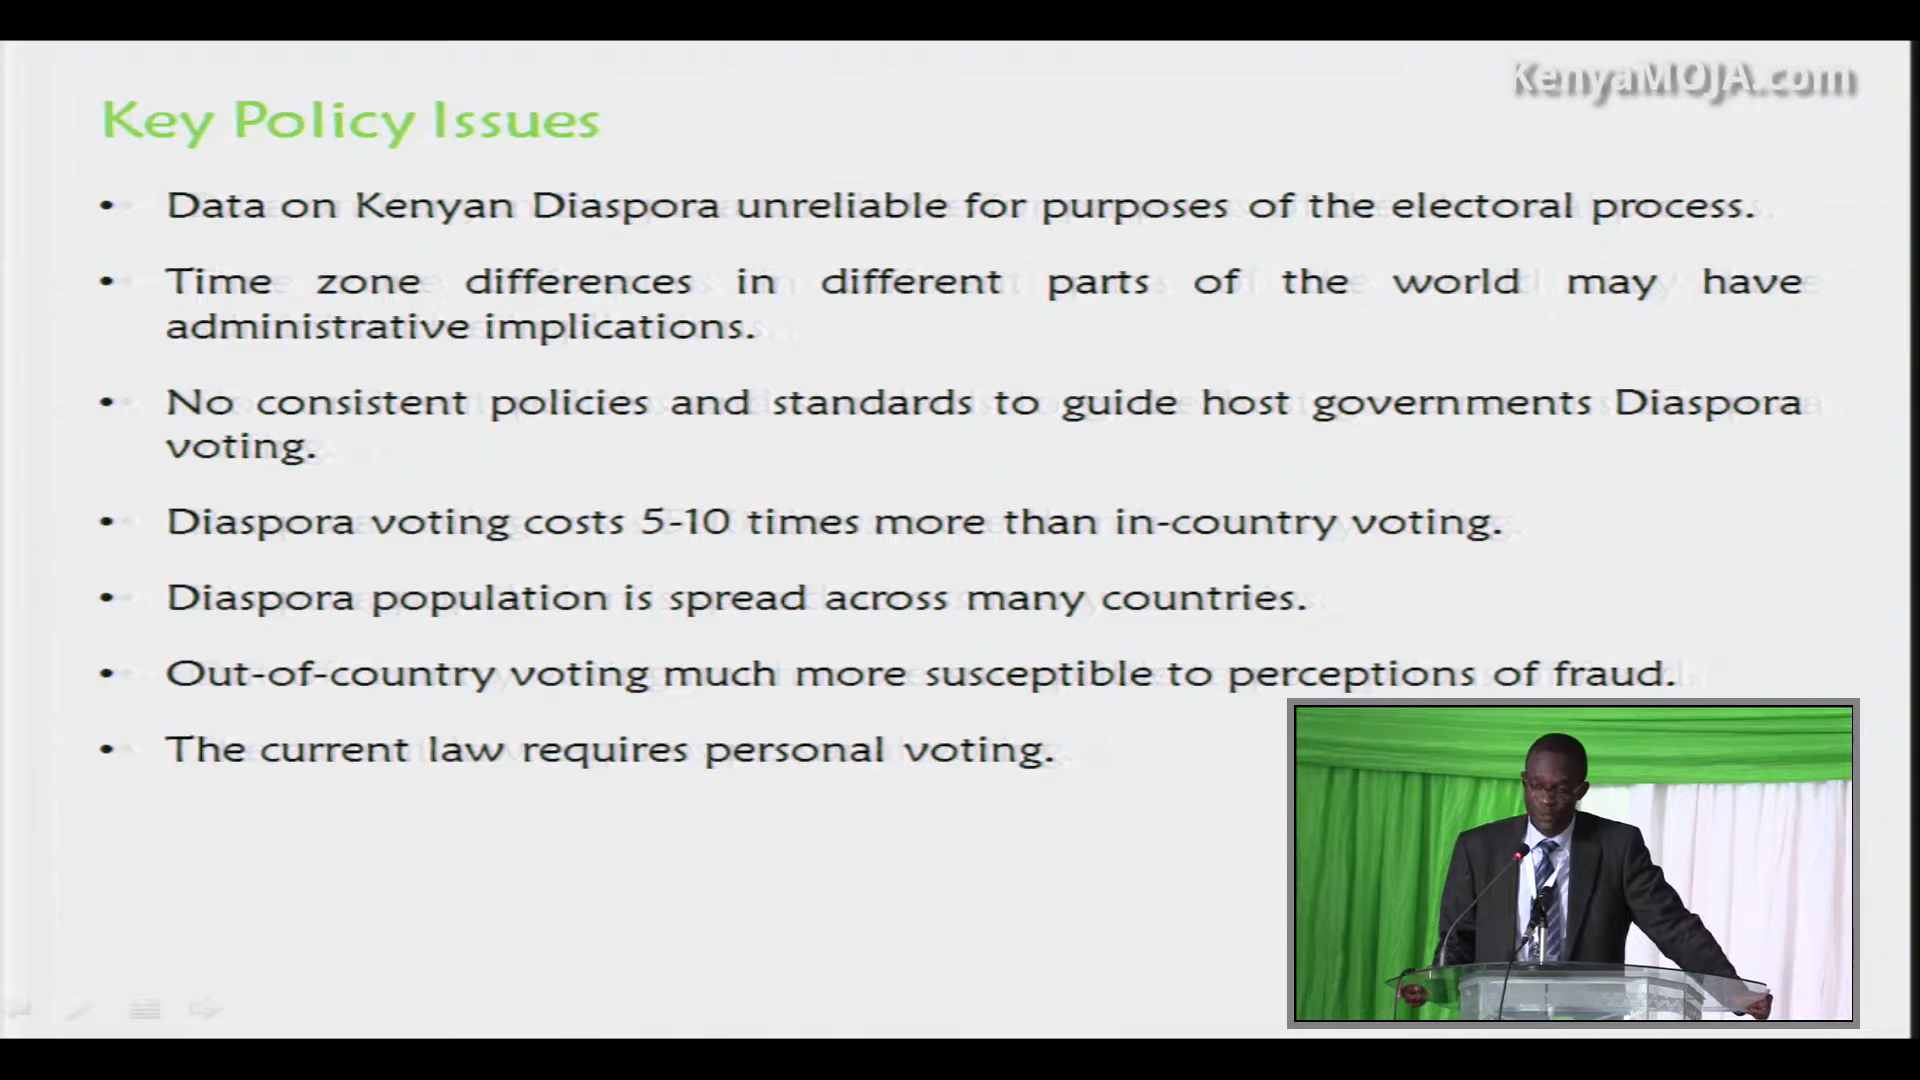 KenyaMOJA.com
Key Policy Issues
• Data on Kenyan Diaspora unreliable for purposes of the electoral process.
• Time zone differences in different parts of the world may have
administrative implications.
• No consistent policies and standards to guide host governments Diaspora
voting.
• Diaspora voting costs 5-10 times more than in-country voting.
• Diaspora population is spread across many countries.
• Out-of-country voting much more susceptible to perceptions of fraud.
• The current law requires personal voting.